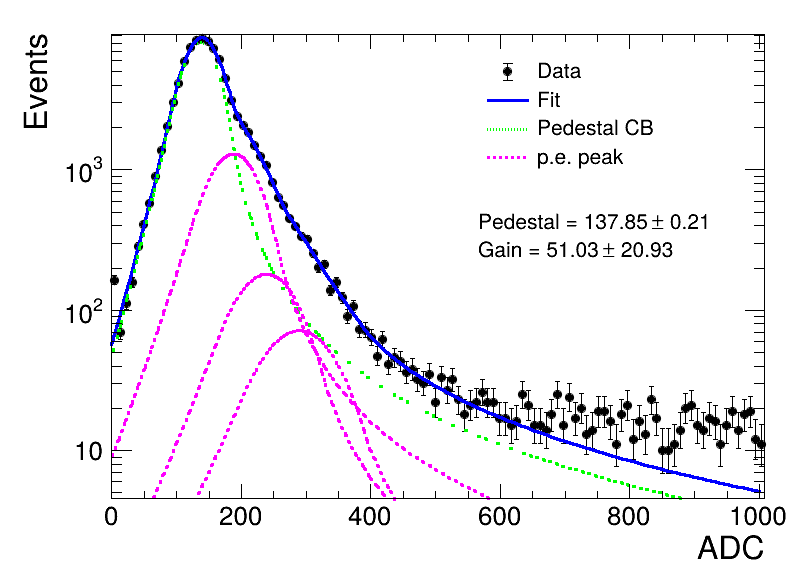 Events
Data
Fit
Pedestal CB
p.e. peak
Pedestal = 137.85 ± 0.21
Gain = 51.03 ± 20.93
10³
10²
10
0 200 400 600 800 1000
ADC